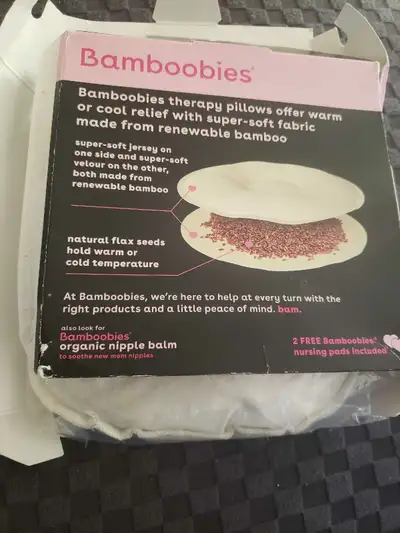 Bamboobies®
Bamboobies therapy pillows offer warm
or cool relief with super-soft fabric
made from renewable bamboo
super-soft jersey on
one side and super-soft
velour on the other,
both made from
renewable bamboo
natural flax seeds
hold warm or
cold temperature
At Bamboobies, we're here to help at every turn with the
right products and a little peace of mind. bam.
also look for
Bamboobies®
organic nipple balm
to soothe new mom nipples
2 FREE Bamboobies®
nursing pads included